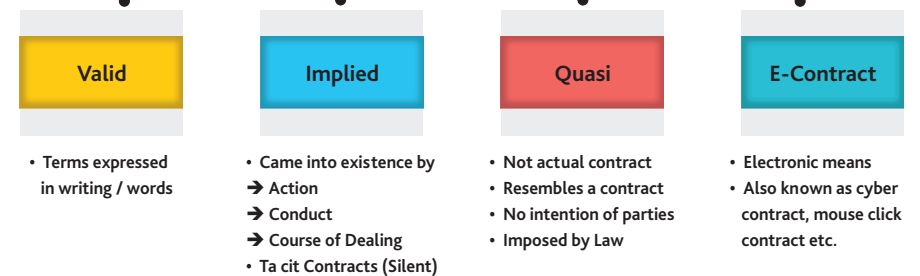 Valid
• Terms expressed
in writing / words
Implied
• Came into existence by
➔ Action
➔ Conduct
➔ Course of Dealing
• Ta cit Contracts (Silent)
Quasi
• Not actual contract
• Resembles a contract
• No intention of parties
• Imposed by Law
E-Contract
• Electronic means
• Also known as cyber
contract, mouse click
contract etc.